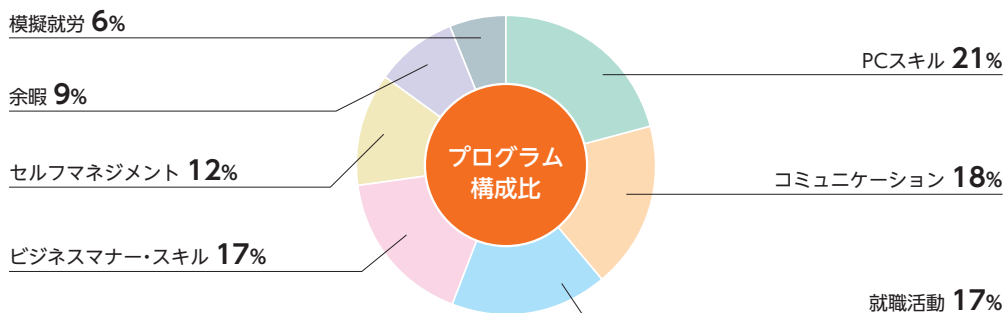 模擬就労 6%
余暇 9%
セルフマネジメント 12%
ビジネスマナー・スキル 17%
プログラム
構成比
PCスキル 21%
コミュニケーション 18%
就職活動 17%